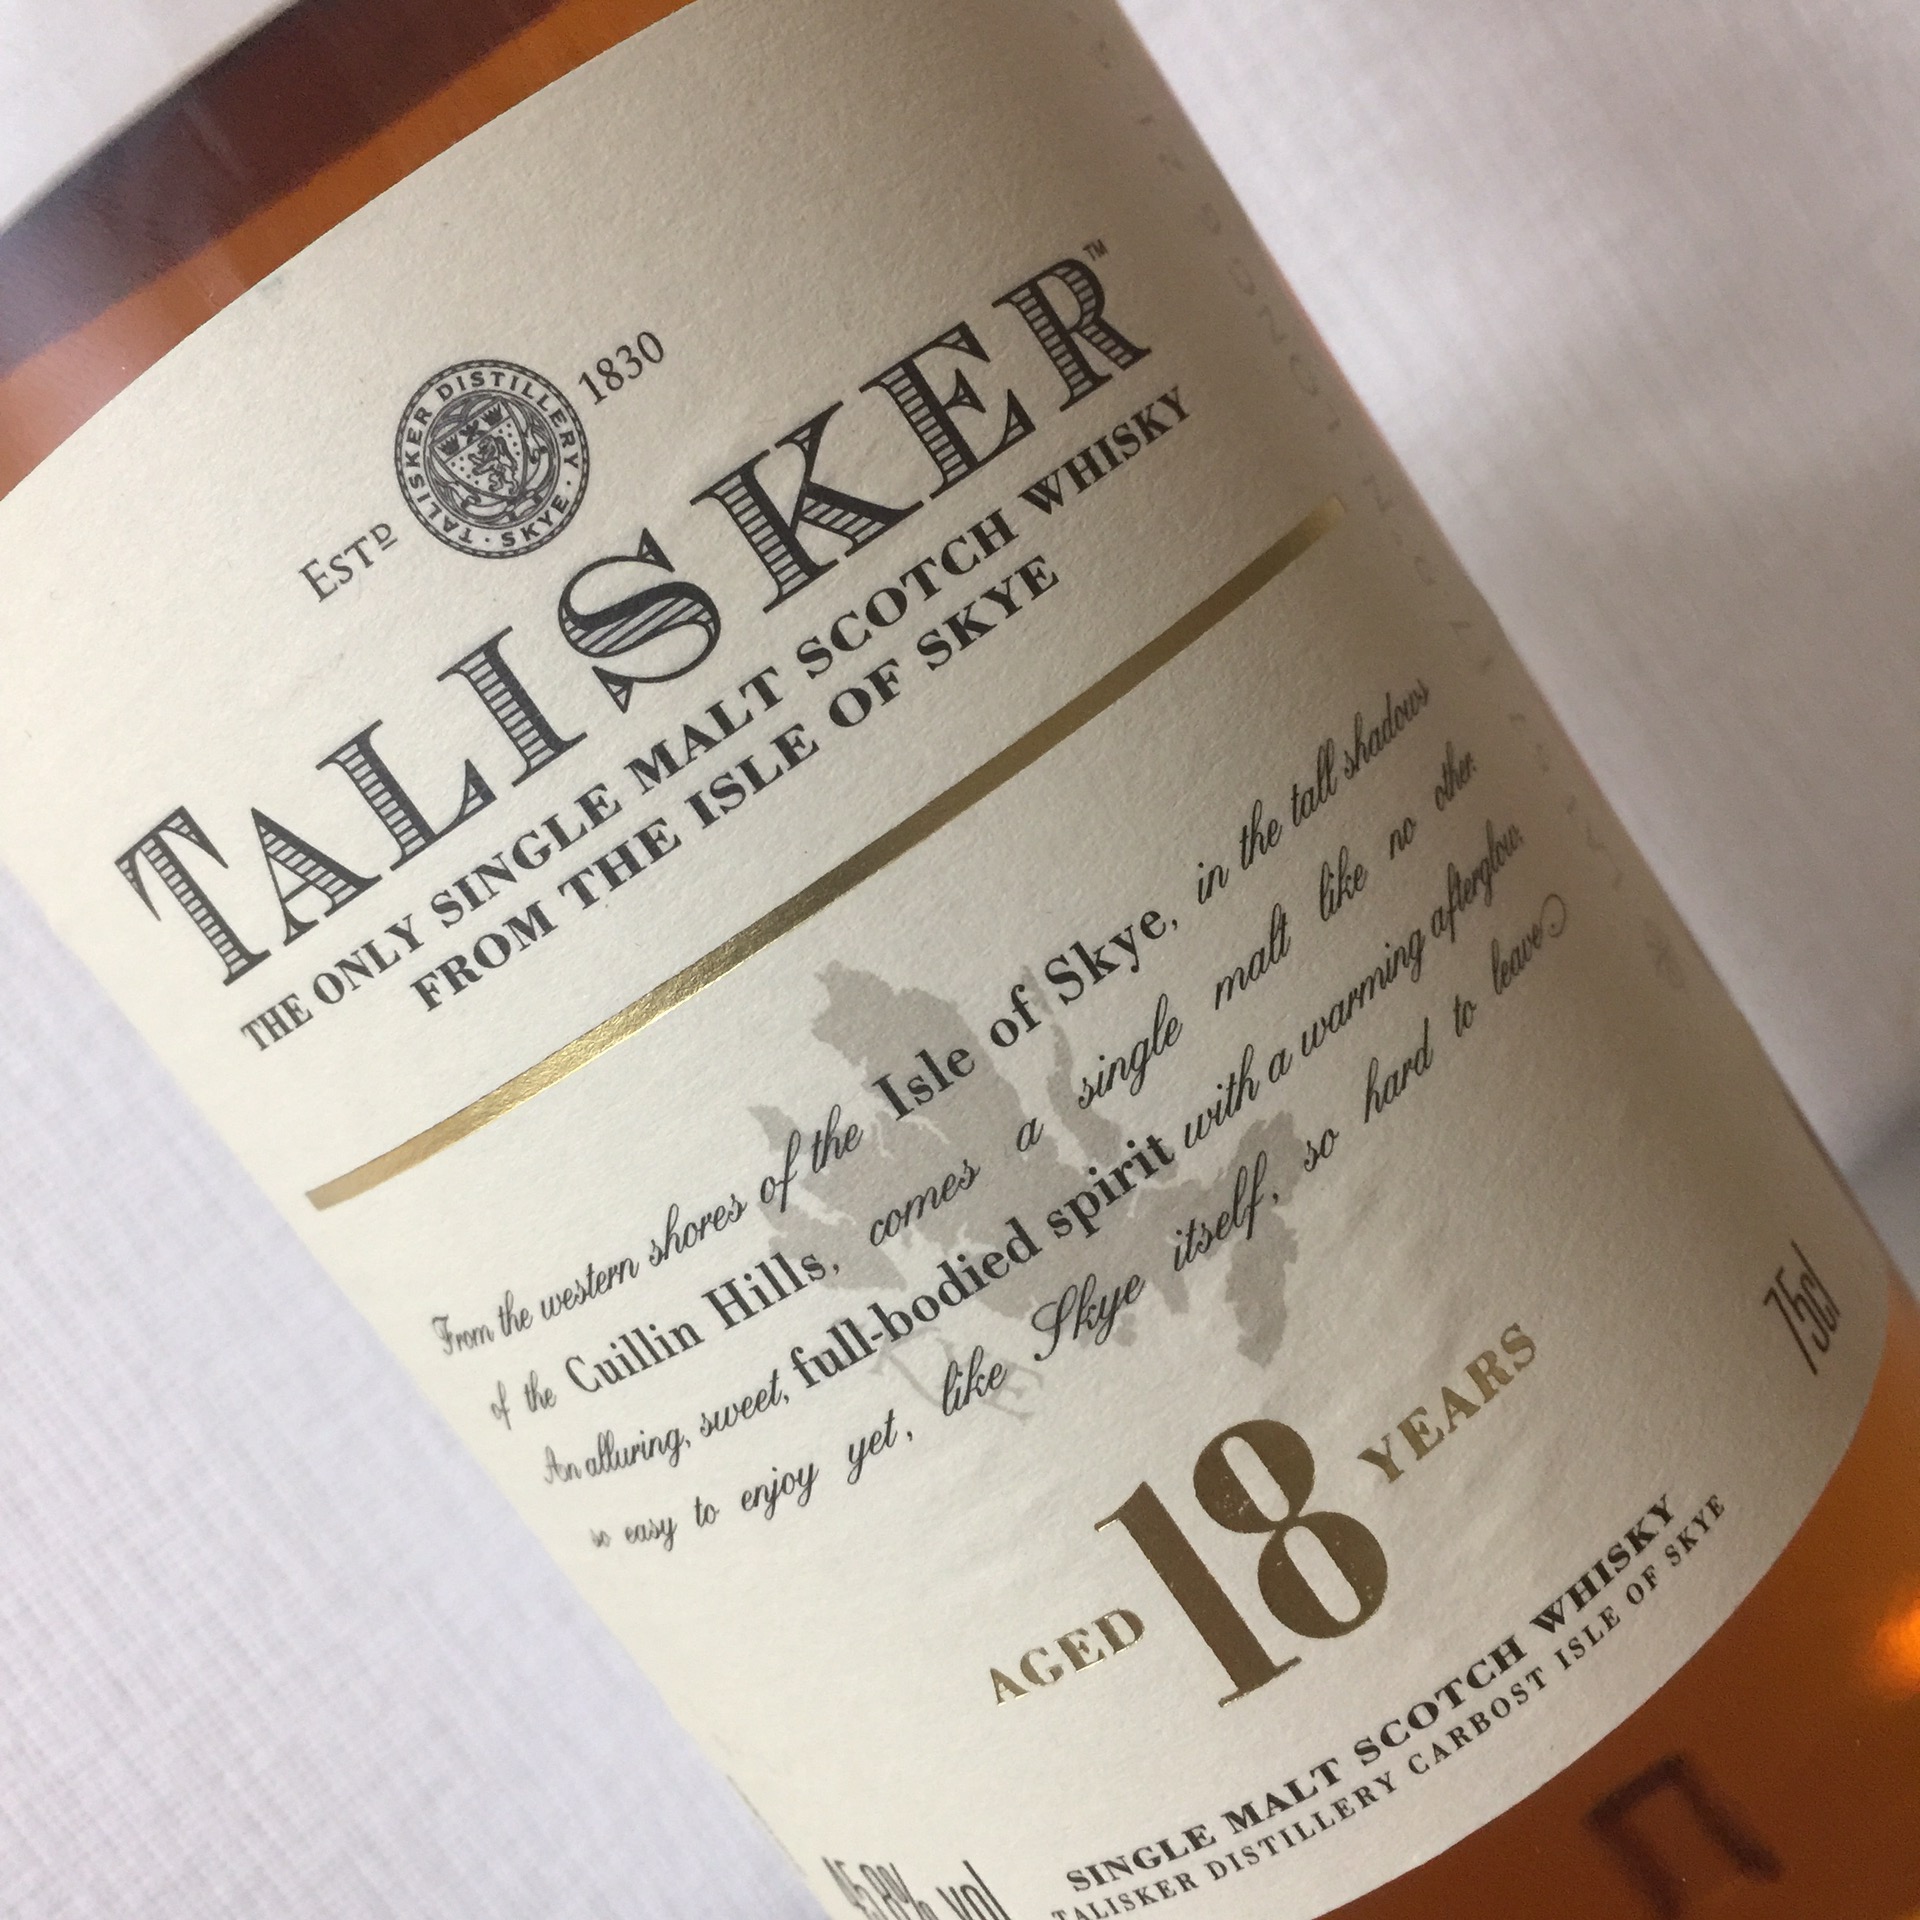 TALISKER DISTILLERY · SKYE ·
ESTD 1830
TALISKER™
THE ONLY SINGLE MALT SCOTCH WHISKY
FROM THE ISLE OF SKYE
From the western shores of the Isle of Skye, in the tall shadows
of the Cuillin Hills, comes a single malt like no other.
An alluring, sweet, full-bodied spirit with a warming afterglow,
so easy to enjoy yet, like Skye itself, so hard to leave
AGED 18 YEARS
75cl
SINGLE MALT SCOTCH WHISKY
TALISKER DISTILLERY CARBOST ISLE OF SKYE
45.8% vol